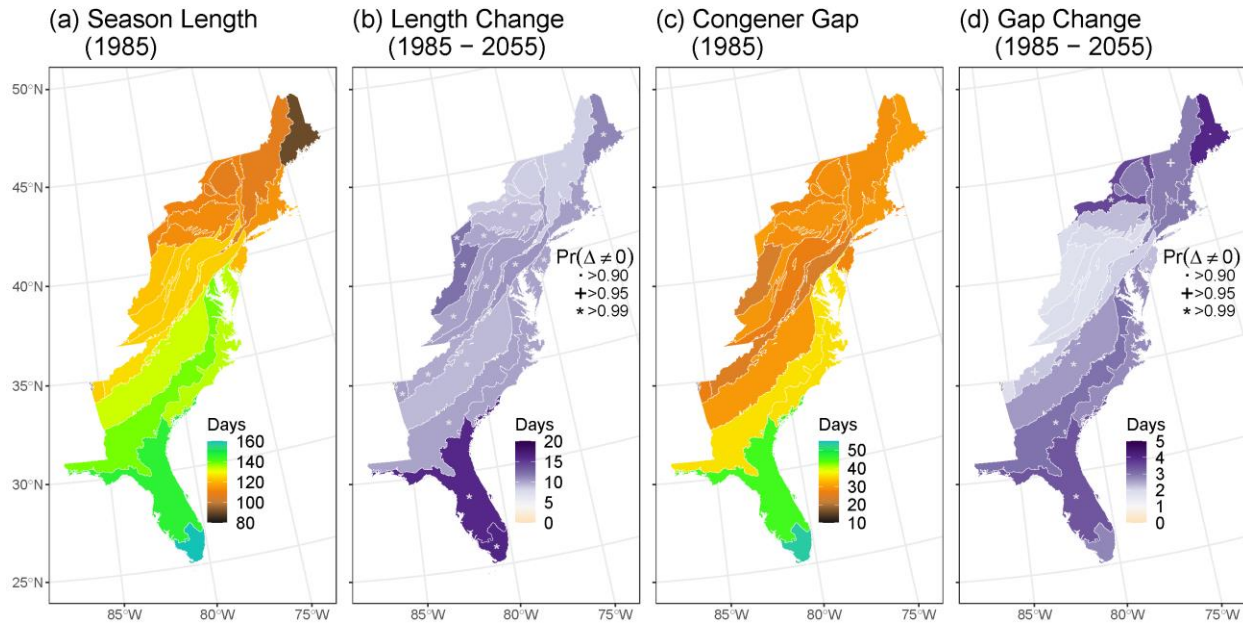 (a) Season Length
(1985)
(b) Length Change
(1985 − 2055)
(c) Congener Gap
(1985)
(d) Gap Change
(1985 − 2055)
50°N
45°N
40°N
35°N
30°N
25°N
Days
160
140
120
100
80
85°W
80°W
75°W
Pr(Δ ≠ 0)
· >0.90
+ >0.95
* >0.99
Days
20
15
10
5
0
85°W
80°W
75°W
Days
50
40
30
20
10
85°W
80°W
75°W
Pr(Δ ≠ 0)
· >0.90
+ >0.95
* >0.99
Days
5
4
3
2
1
0
85°W
80°W
75°W